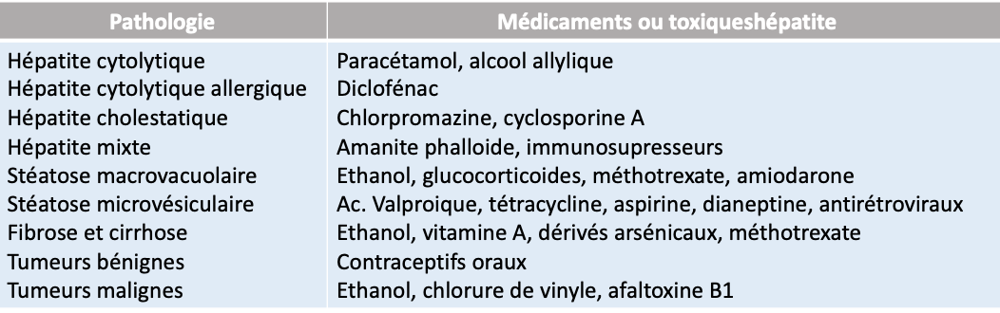 Pathologie Médicaments ou toxiqueshépatite
Hépatite cytolytique Paracétamol, alcool allylique
Hépatite cytolytique allergique Diclofénac
Hépatite cholestatique Chlorpromazine, cyclosporine A
Hépatite mixte Amanite phalloide, immunosupresseurs
Stéatose macrovacuolaire Ethanol, glucocorticoides, méthotrexate, amiodarone
Stéatose microvésiculaire Ac. Valproique, tétracycline, aspirine, dianeptine, antirétroviraux
Fibrose et cirrhose Ethanol, vitamine A, dérivés arsénicaux, méthotrexate
Tumeurs bénignes Contraceptifs oraux
Tumeurs malignes Ethanol, chlorure de vinyle, afaltoxine B1